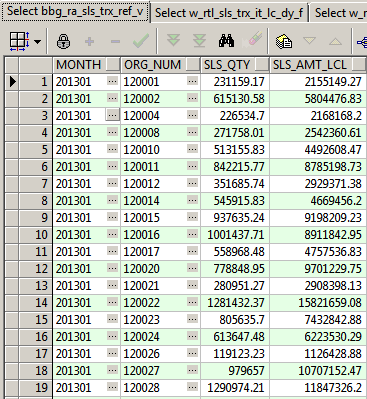 Select bbg_ra_sls_trx_ref_v Select w_rtl_sls_trx_it_lc_dy_f Select w_r
MONTH ORG_NUM SLS_QTY SLS_AMT_LCL
1 201301 ... 120001 ... 231159.17 2155149.27
2 201301 ... 120002 ... 615130.58 5804476.83
3 201301 ... 120004 ... 226534.7 2168168.2
4 201301 ... 120008 ... 271758.01 2542360.61
5 201301 ... 120010 ... 513155.83 4492608.47
6 201301 ... 120011 ... 842215.77 8785198.73
7 201301 ... 120012 ... 351685.74 2929371.38
8 201301 ... 120014 ... 545915.83 4669456.2
9 201301 ... 120015 ... 937635.24 9198209.23
10 201301 ... 120016 ... 1001437.71 8911842.95
11 201301 ... 120017 ... 558968.48 4757536.83
12 201301 ... 120020 ... 778848.95 9701229.75
13 201301 ... 120021 ... 280951.27 2908398.13
14 201301 ... 120022 ... 1281432.37 15821659.08
15 201301 ... 120023 ... 805635.7 7432842.88
16 201301 ... 120024 ... 613647.48 6223530.29
17 201301 ... 120026 ... 119123.23 1126428.88
18 201301 ... 120027 ... 979657 10707152.47
19 201301 ... 120028 ... 1290974.21 11847326.2